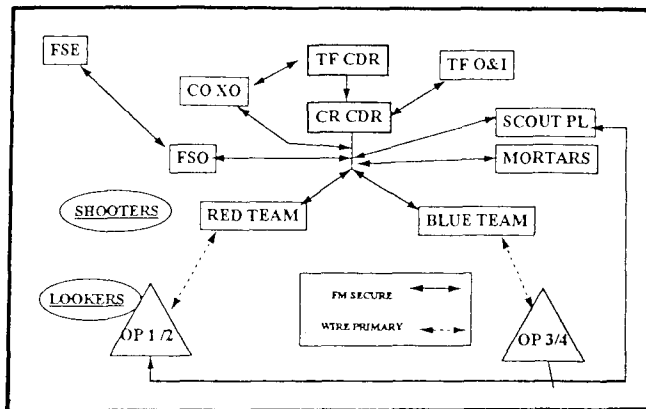 FSE
TF CDR
TF O&I
CO XO
CR CDR
SCOUT PL
FSO
MORTARS
SHOOTERS
RED TEAM
BLUE TEAM
LOOKERS
FM SECURE
OP 1/2
WIRE PRIMARY
OP 3/4